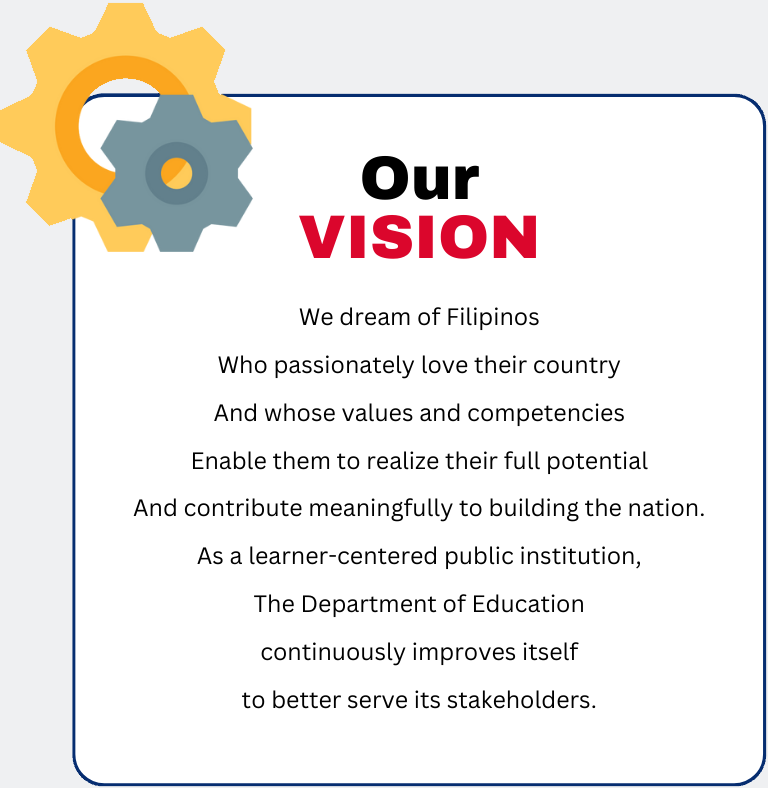 Our
VISION
We dream of Filipinos
Who passionately love their country
And whose values and competencies
Enable them to realize their full potential
And contribute meaningfully to building the nation.
As a learner-centered public institution,
The Department of Education
continuously improves itself
to better serve its stakeholders.